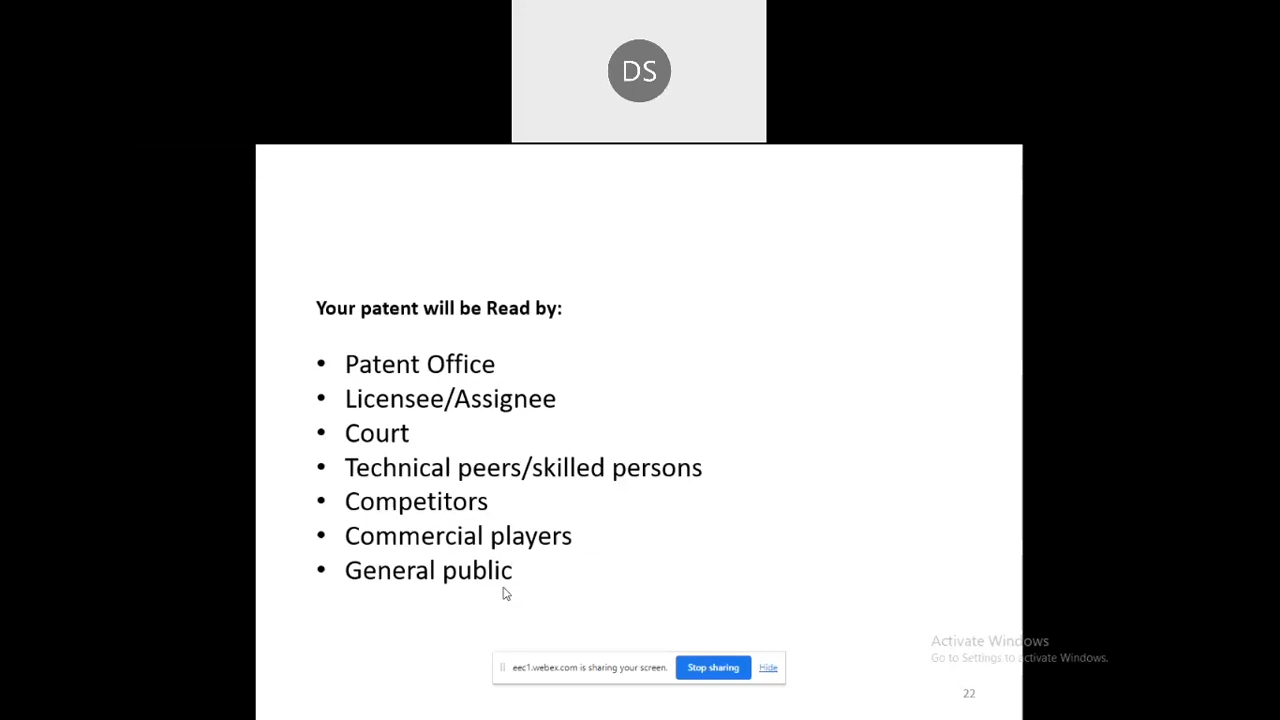 DS
Your patent will be Read by:
• Patent Office
• Licensee/Assignee
• Court
• Technical peers/skilled persons
• Competitors
• Commercial players
• General public
Activate Windows
Go to Settings to activate Windows.
eec1.webex.com is sharing your screen. Stop sharing Hide
22